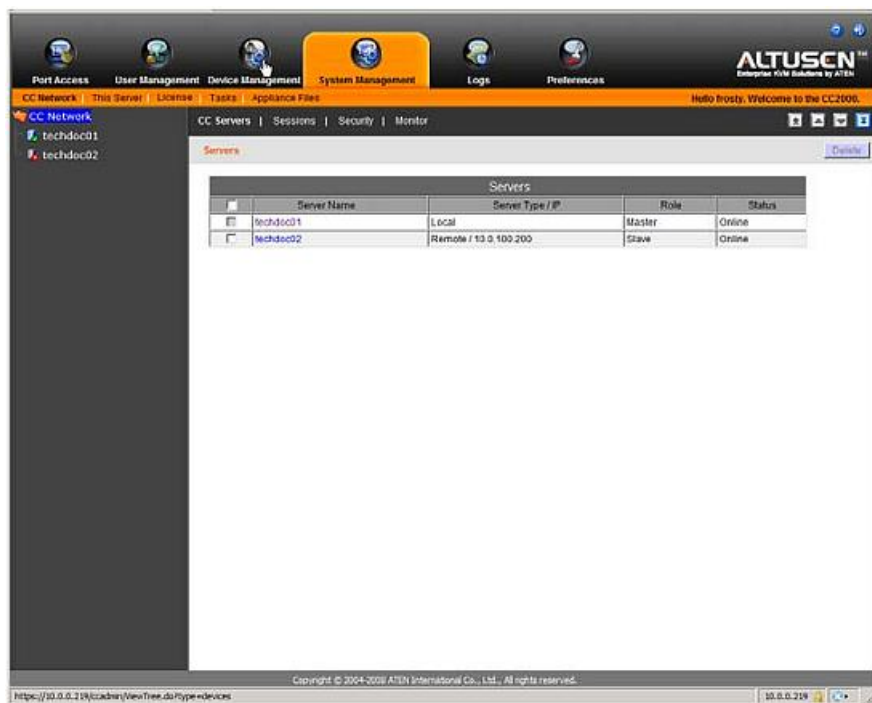 Port Access User Management Device Management System Management Logs Preferences
ALTUSEN™
Enterprise KVM Solutions by ATEN
CC Network This Server License Tasks Appliance Files
Hello frosty, Welcome to the CC2000.
CC Network
techdoc01
techdoc02
CC Servers | Sessions | Security | Monitor
Servers
Delete
Servers
Server Name Server Type / IP Role Status
techdoc01 Local Master Online
techdoc02 Remote / 10.0.100.200 Slave Online
Copyright © 2004-2008 ATEN International Co., Ltd., All rights reserved.
https://10.0.0.219/ccadmin/ViewTree.do?type=devices
10.0.0.219